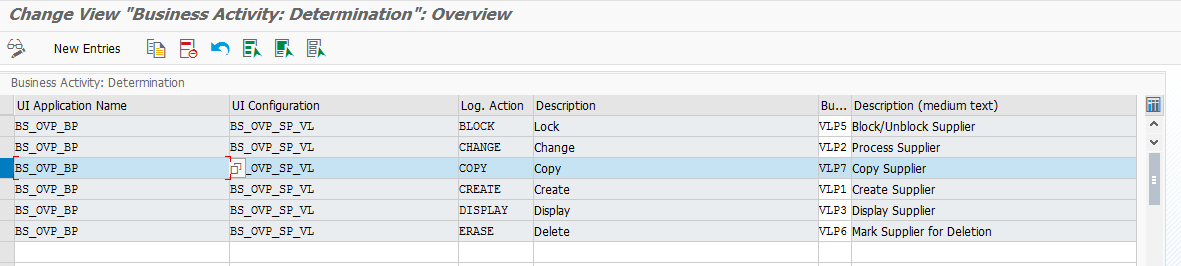 Change View "Business Activity: Determination": Overview
New Entries
Business Activity: Determination
UI Application Name UI Configuration Log. Action Description Bu... Description (medium text)
BS_OVP_BP BS_OVP_SP_VL BLOCK Lock VLP5 Block/Unblock Supplier
BS_OVP_BP BS_OVP_SP_VL CHANGE Change VLP2 Process Supplier
BS_OVP_BP _OVP_SP_VL COPY Copy VLP7 Copy Supplier
BS_OVP_BP BS_OVP_SP_VL CREATE Create VLP1 Create Supplier
BS_OVP_BP BS_OVP_SP_VL DISPLAY Display VLP3 Display Supplier
BS_OVP_BP BS_OVP_SP_VL ERASE Delete VLP6 Mark Supplier for Deletion